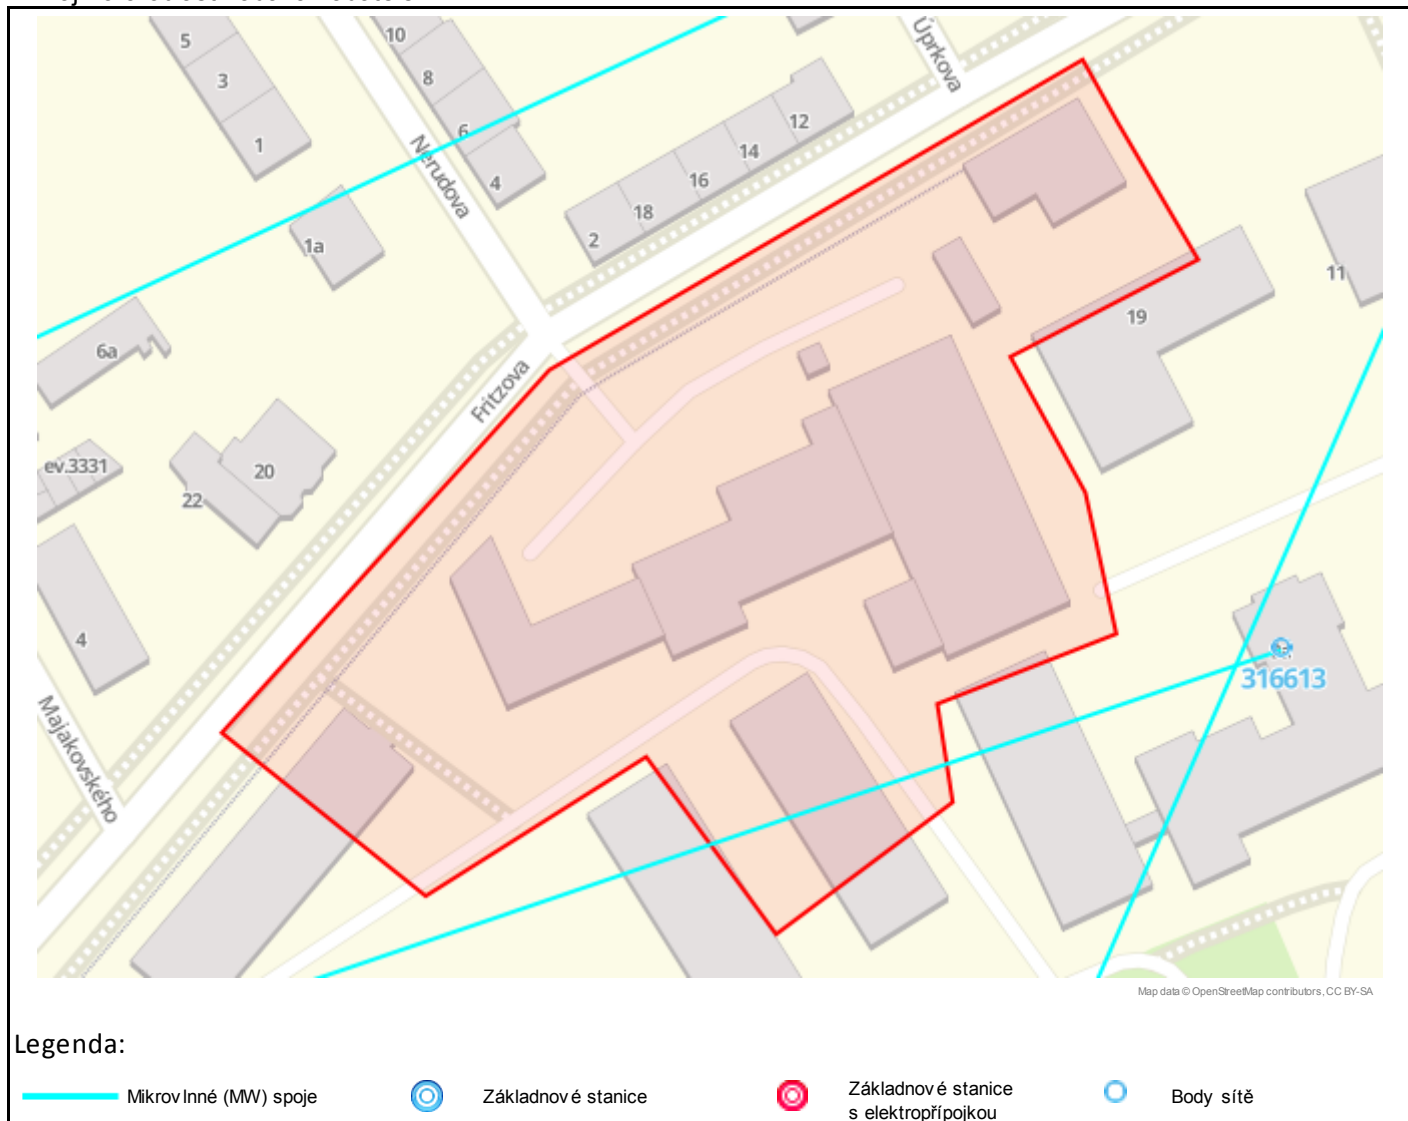 5
3
1
10
8
6
4
Nerudova
Úprkova
12
14
16
18
2
1a
6a
11
19
Fritzova
ev.3331
20
22
4
Majakovského
316613
Map data © OpenStreetMap contributors, CC BY-SA
Legenda:
Mikrovlnné (MW) spoje
Základnové stanice
Základnové stanice
s elektropřípojkou
Body sítě